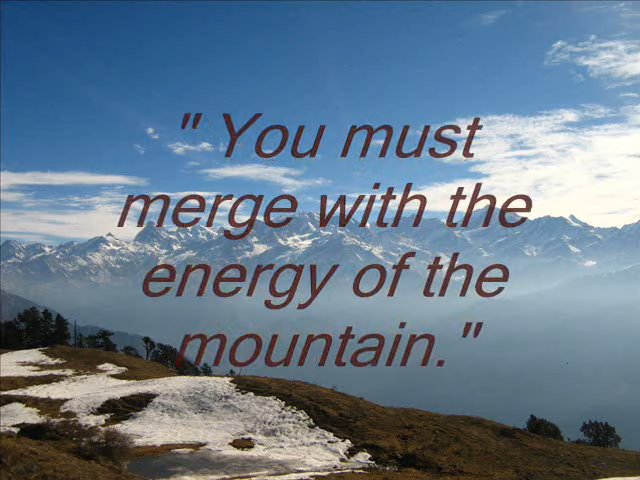 " You must
merge with the
energy of the
mountain."